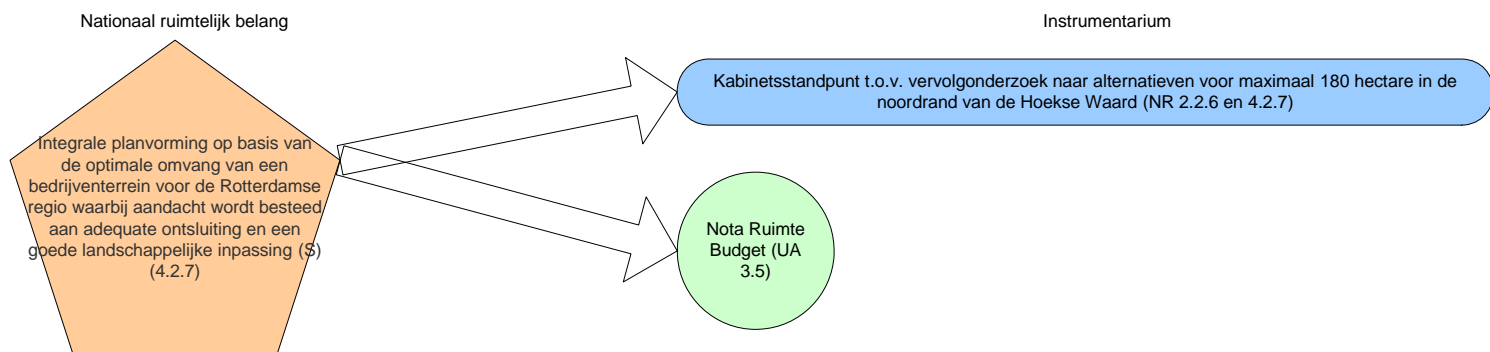 Nationaal ruimtelijk belang
Instrumentarium
Integrale planvorming op basis van
de optimale omvang van een
bedrijventerrein voor de Rotterdamse
regio waarbij aandacht wordt besteed
aan adequate ontsluiting en een
goede landschappelijke inpassing (S)
(4.2.7)
Kabinetsstandpunt t.o.v. vervolgonderzoek naar alternatieven voor maximaal 180 hectare in de
noordrand van de Hoekse Waard (NR 2.2.6 en 4.2.7)
Nota Ruimte
Budget (UA
3.5)